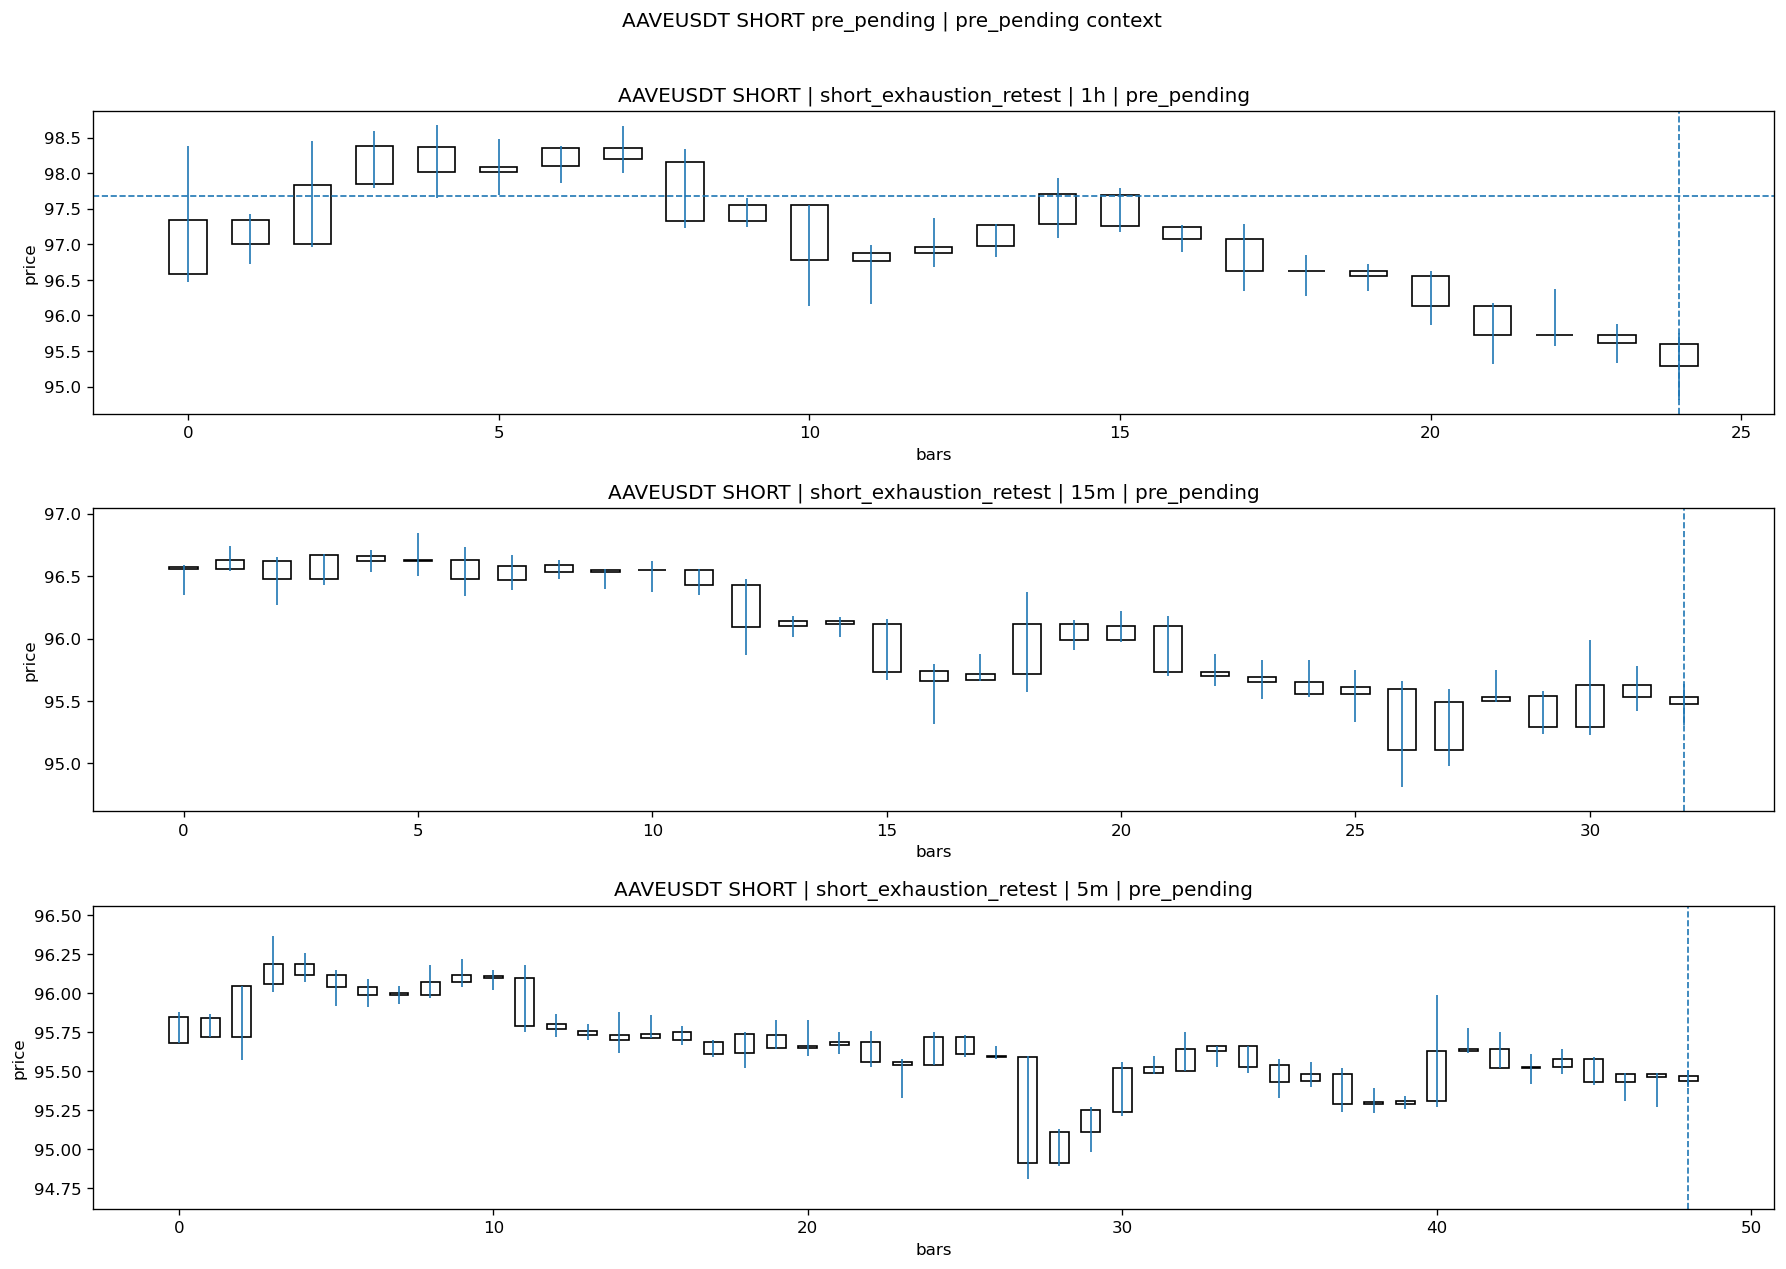 AAVEUSDT SHORT pre_pending | pre_pending context
AAVEUSDT SHORT | short_exhaustion_retest | 1h | pre_pending
98.5
98.0
97.5
97.0
96.5
96.0
95.5
95.0
price
0 5 10 15 20 25
bars
AAVEUSDT SHORT | short_exhaustion_retest | 15m | pre_pending
97.0
96.5
96.0
95.5
95.0
price
0 5 10 15 20 25 30
bars
AAVEUSDT SHORT | short_exhaustion_retest | 5m | pre_pending
96.50
96.25
96.00
95.75
95.50
95.25
95.00
94.75
price
0 10 20 30 40 50
bars